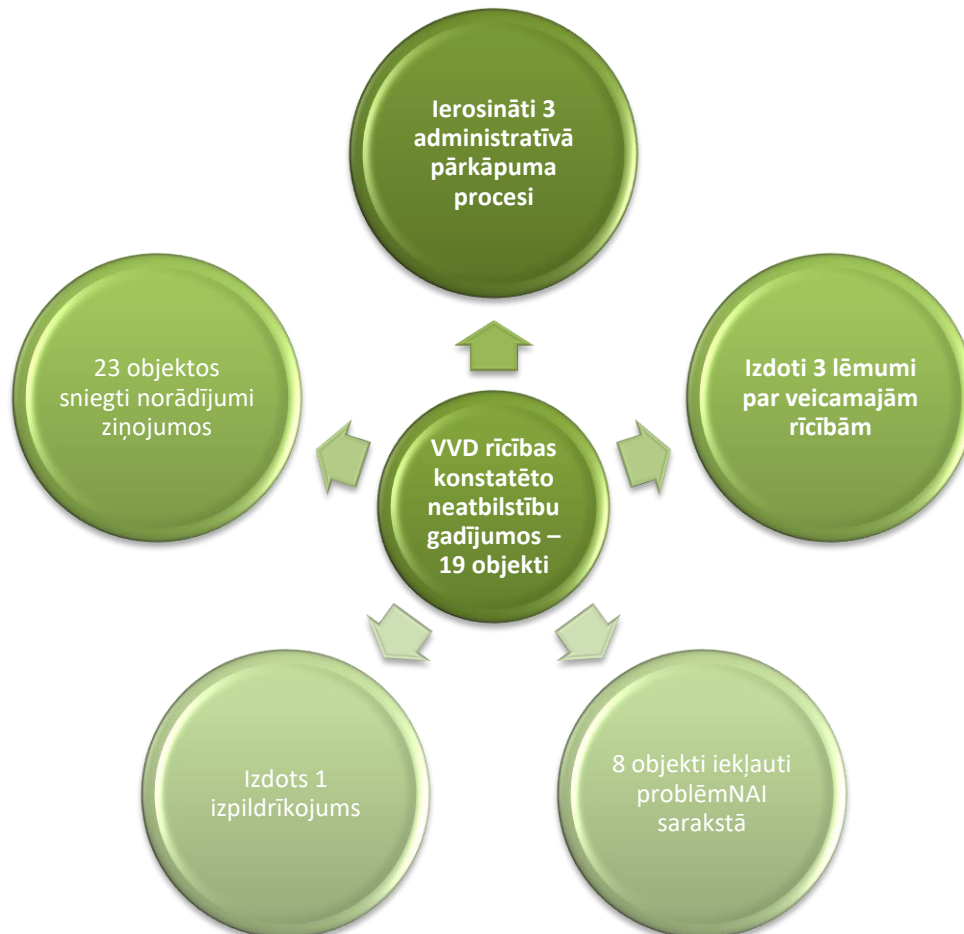 Ierosināti 3
administratīvā
pārkāpuma
procesi
23 objektos
sniegti norādījumi
ziņojumos
Izdoti 3 lēmumi
par veicamajām
rīcībām
VVD rīcības
konstatēto
neatbilstību
gadījumos –
19 objekti
Izdots 1
izpildrīkojums
8 objekti iekļauti
problēmNAI
sarakstā